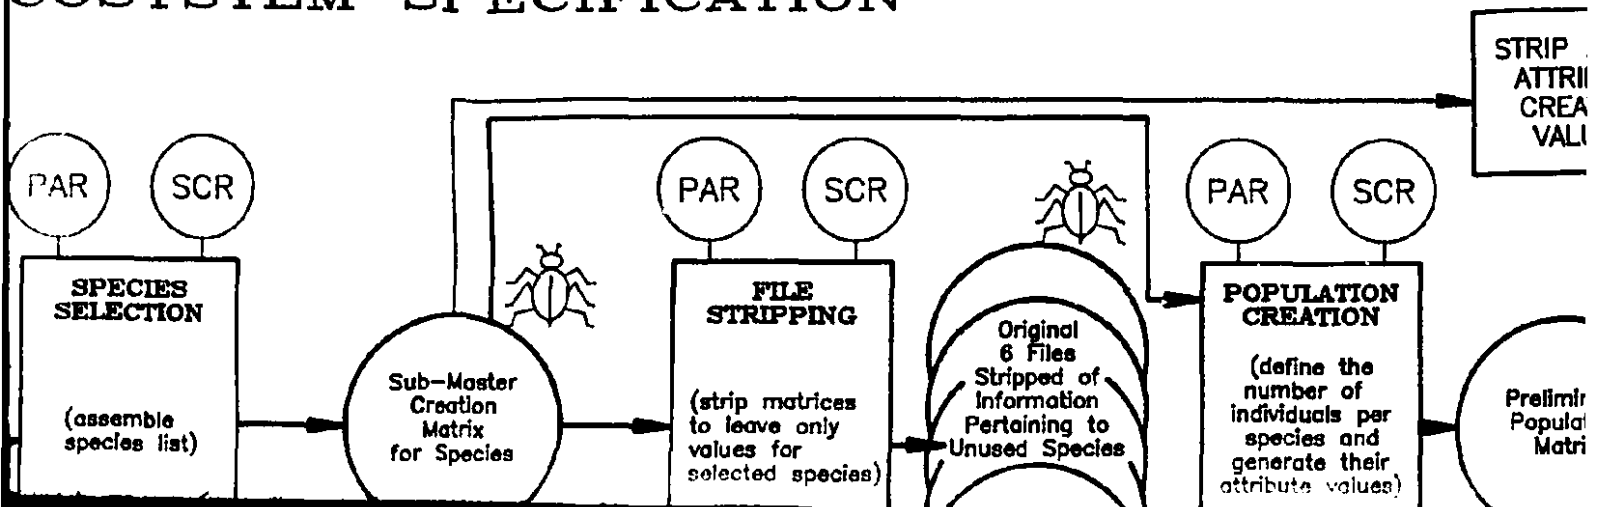 SPECIFICATION
STRIP
PAR
SCR
SPECIES
SELECTION
(assemble
species list)
Sub-Master
Creation
Matrix
for Species
PAR
SCR
FILE
STRIPPING
(strip matrices
to leave only
values for
selected species)
Original
6 Files
Stripped of
Information
Pertaining to
Unused Species
PAR
SCR
POPULATION
CREATION
(define the
number of
individuals per
species and
generate their
attribute values)